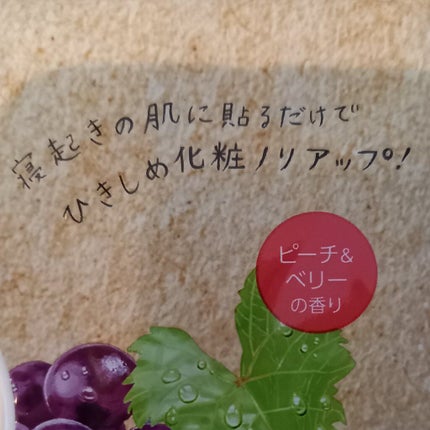 寝起きの肌に貼るだけで
ひきしめ化粧ノリアップ!
ピーチ&
ベリー
の香り